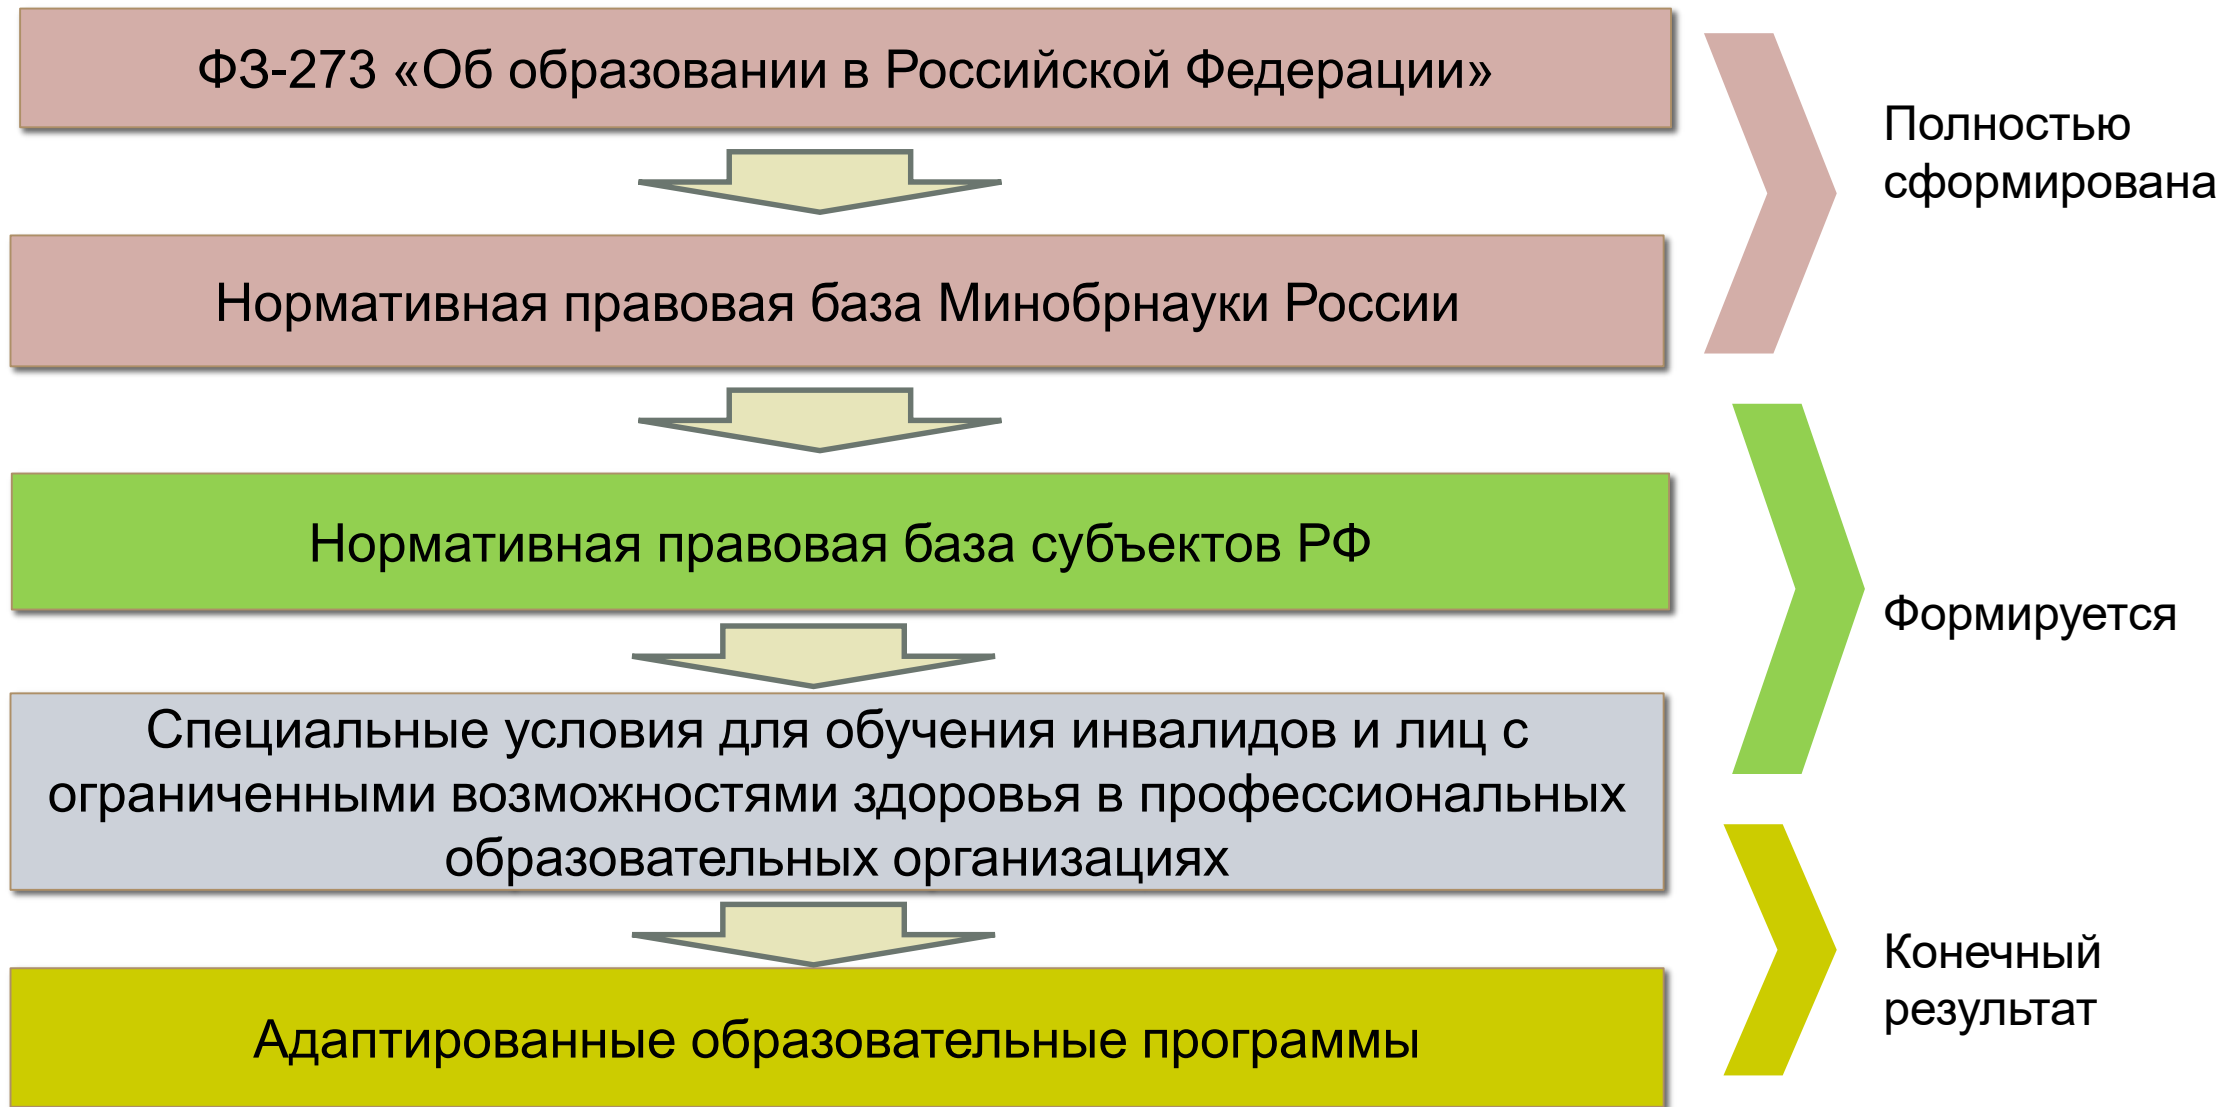 ФЗ-273 «Об образовании в Российской Федерации»
Полностью
сформирована
Нормативная правовая база Минобрнауки России
Нормативная правовая база субъектов РФ
Формируется
Специальные условия для обучения инвалидов и лиц с
ограниченными возможностями здоровья в профессиональных
образовательных организациях
Конечный
результат
Адаптированные образовательные программы